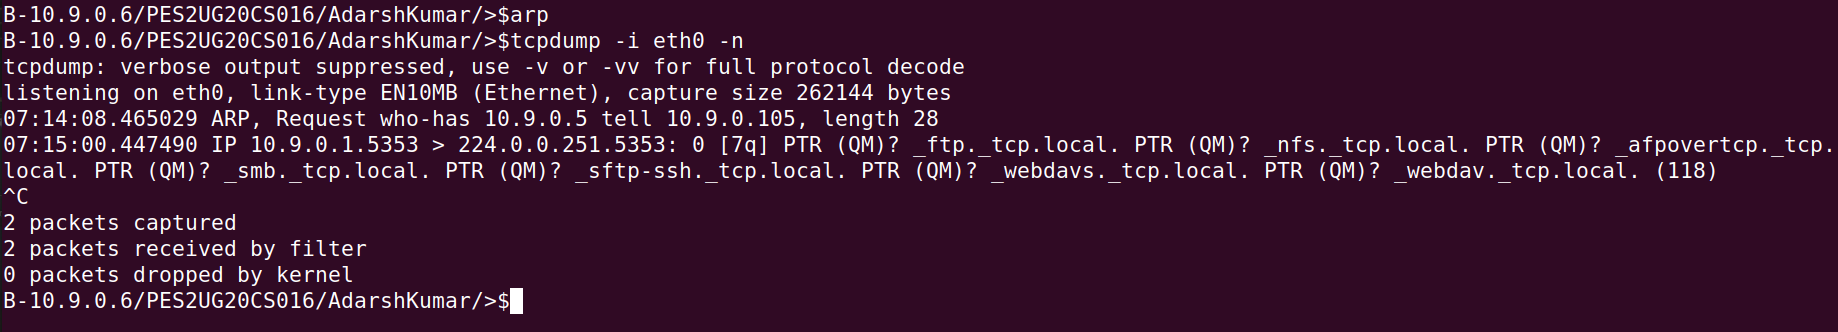 B-10.9.0.6/PES2UG20CS016/AdarshKumar/>$arp
B-10.9.0.6/PES2UG20CS016/AdarshKumar/>$tcpdump -i eth0 -n
tcpdump: verbose output suppressed, use -v or -vv for full protocol decode
listening on eth0, link-type EN10MB (Ethernet), capture size 262144 bytes
07:14:08.465029 ARP, Request who-has 10.9.0.5 tell 10.9.0.105, length 28
07:15:00.447490 IP 10.9.0.1.5353 > 224.0.0.251.5353: 0 [7q] PTR (QM)? _ftp._tcp.local. PTR (QM)? _nfs._tcp.local. PTR (QM)? _afpovertcp._tcp.
local. PTR (QM)? _smb._tcp.local. PTR (QM)? _sftp-ssh._tcp.local. PTR (QM)? _webdavs._tcp.local. PTR (QM)? _webdav._tcp.local. (118)
^C
2 packets captured
2 packets received by filter
0 packets dropped by kernel
B-10.9.0.6/PES2UG20CS016/AdarshKumar/>$